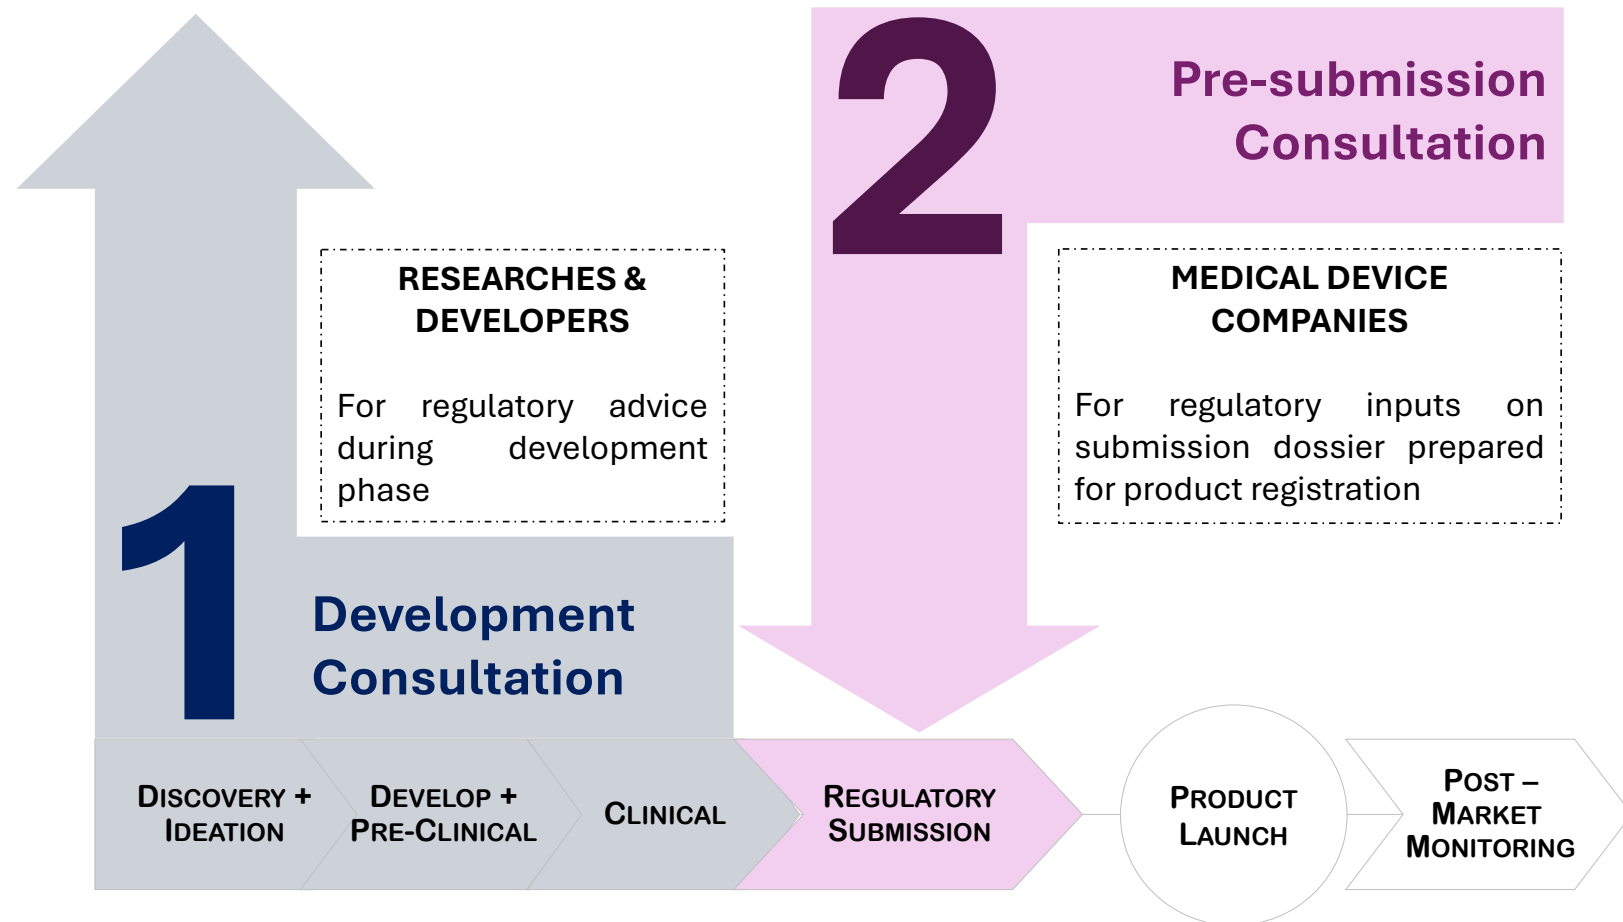 1
Development
Consultation
RESEARCHES &
DEVELOPERS
For regulatory advice
during development
phase
2
Pre-submission
Consultation
MEDICAL DEVICE
COMPANIES
For regulatory inputs on
submission dossier prepared
for product registration
DISCOVERY +
IDEATION
DEVELOP +
PRE-CLINICAL
CLINICAL
REGULATORY
SUBMISSION
PRODUCT
LAUNCH
POST –
MARKET
MONITORING